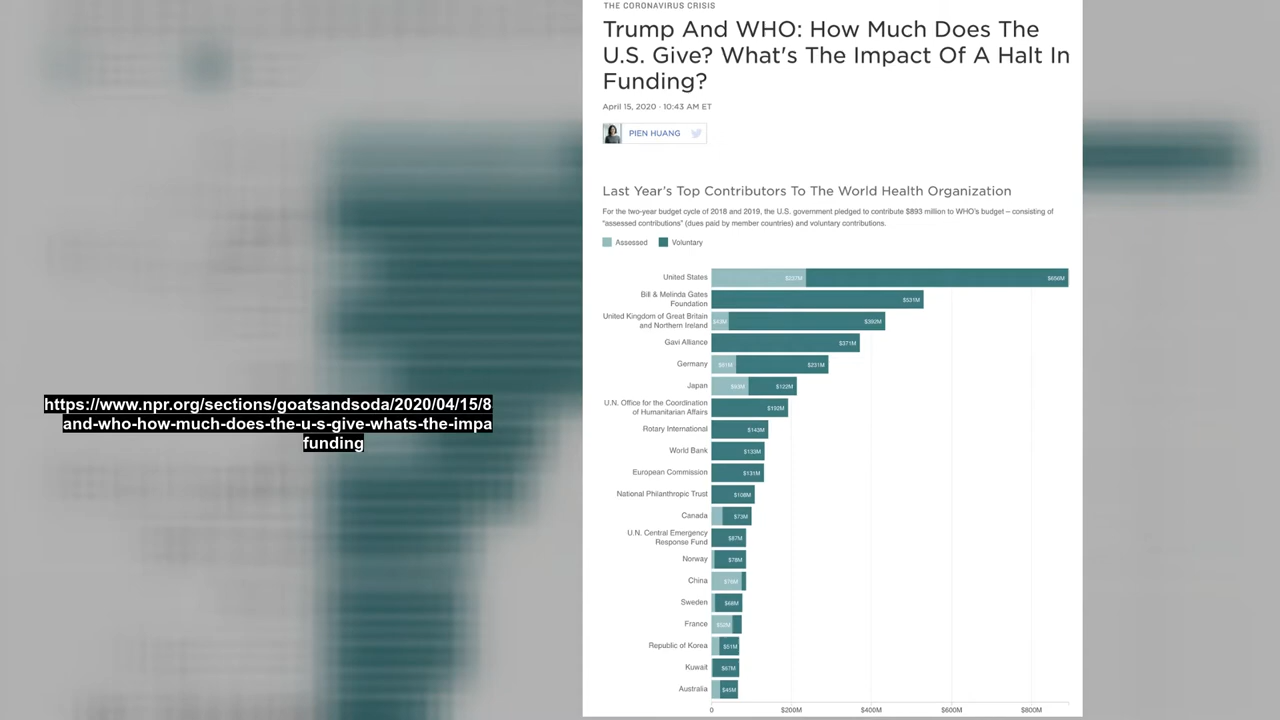 THE CORONAVIRUS CRISIS
Trump And WHO: How Much Does The
U.S. Give? What's The Impact Of A Halt In
Funding?
April 15, 2020 · 10:43 AM ET
PIEN HUANG
Last Year's Top Contributors To The World Health Organization
For the two-year budget cycle of 2018 and 2019, the U.S. government pledged to contribute $893 million to WHO's budget – consisting of
"assessed contributions" (dues paid by member countries) and voluntary contributions.
Assessed Voluntary
United States $237M $656M
Bill & Melinda Gates
Foundation $531M
United Kingdom of Great Britain
and Northern Ireland $43M $392M
Gavi Alliance $371M
Germany $61M $231M
https://www.npr.org/sections/goatsandsoda/2020/04/15/8
and-who-how-much-does-the-u-s-give-whats-the-impa
funding
Japan $93M $122M
U.N. Office for the Coordination
of Humanitarian Affairs $192M
Rotary International $143M
World Bank $133M
European Commission $131M
National Philanthropic Trust $108M
Canada $73M
U.N. Central Emergency
Response Fund $87M
Norway $78M
China $76M
Sweden $68M
France
Republic of Korea $51M
Kuwait $67M
Australia
0 $200M $400M $600M $800M